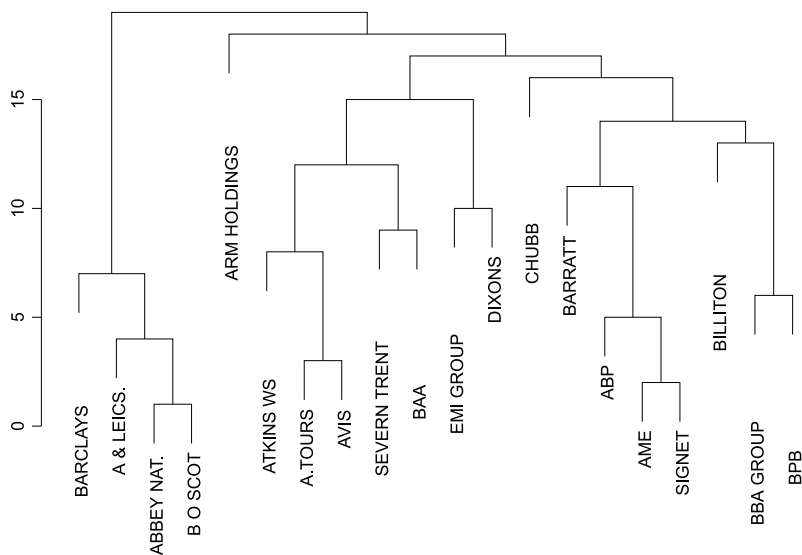 15
10
5
0
BARCLAYS
A & LEICS.
ABBEY NAT.
B O SCOT
ARM HOLDINGS
ATKINS WS
A.TOURS
AVIS
SEVERN TRENT
BAA
EMI GROUP
DIXONS
CHUBB
BARRATT
ABP
AME
SIGNET
BILLITON
BBA GROUP
BPB